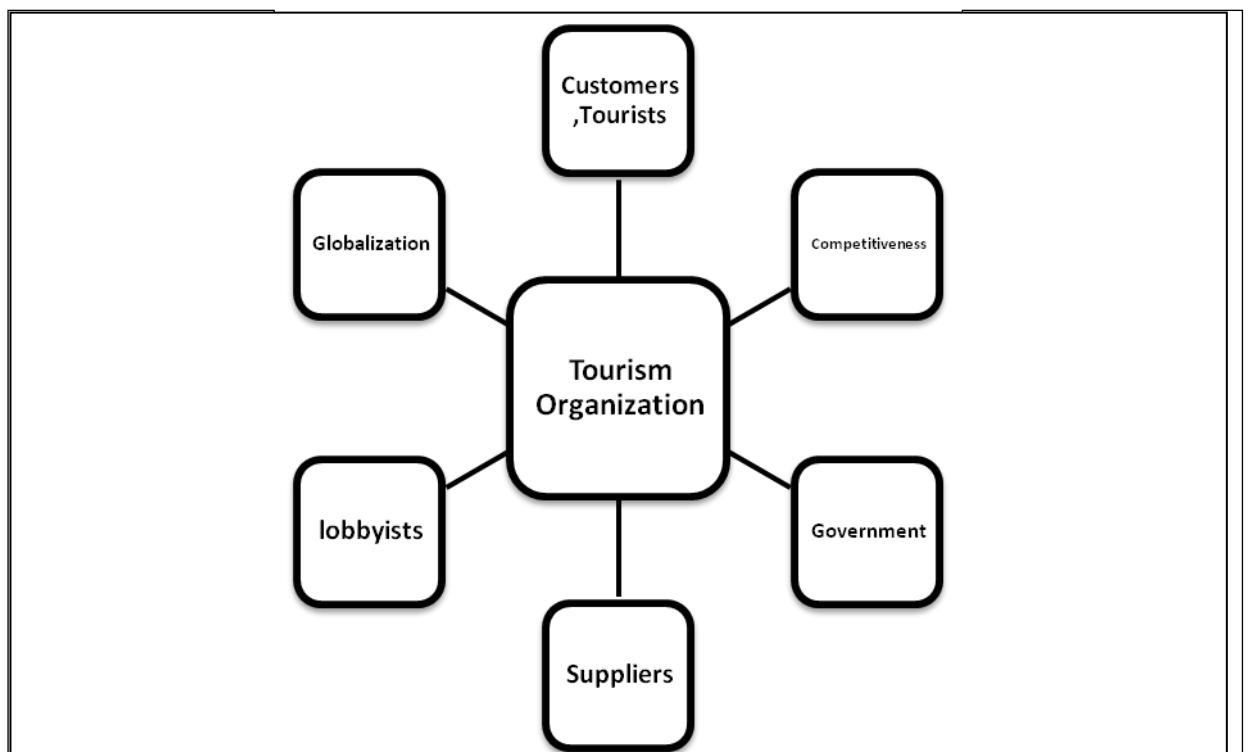 Customers
,Tourists
Globalization
Competitiveness
Tourism
Organization
lobbyists
Government
Suppliers